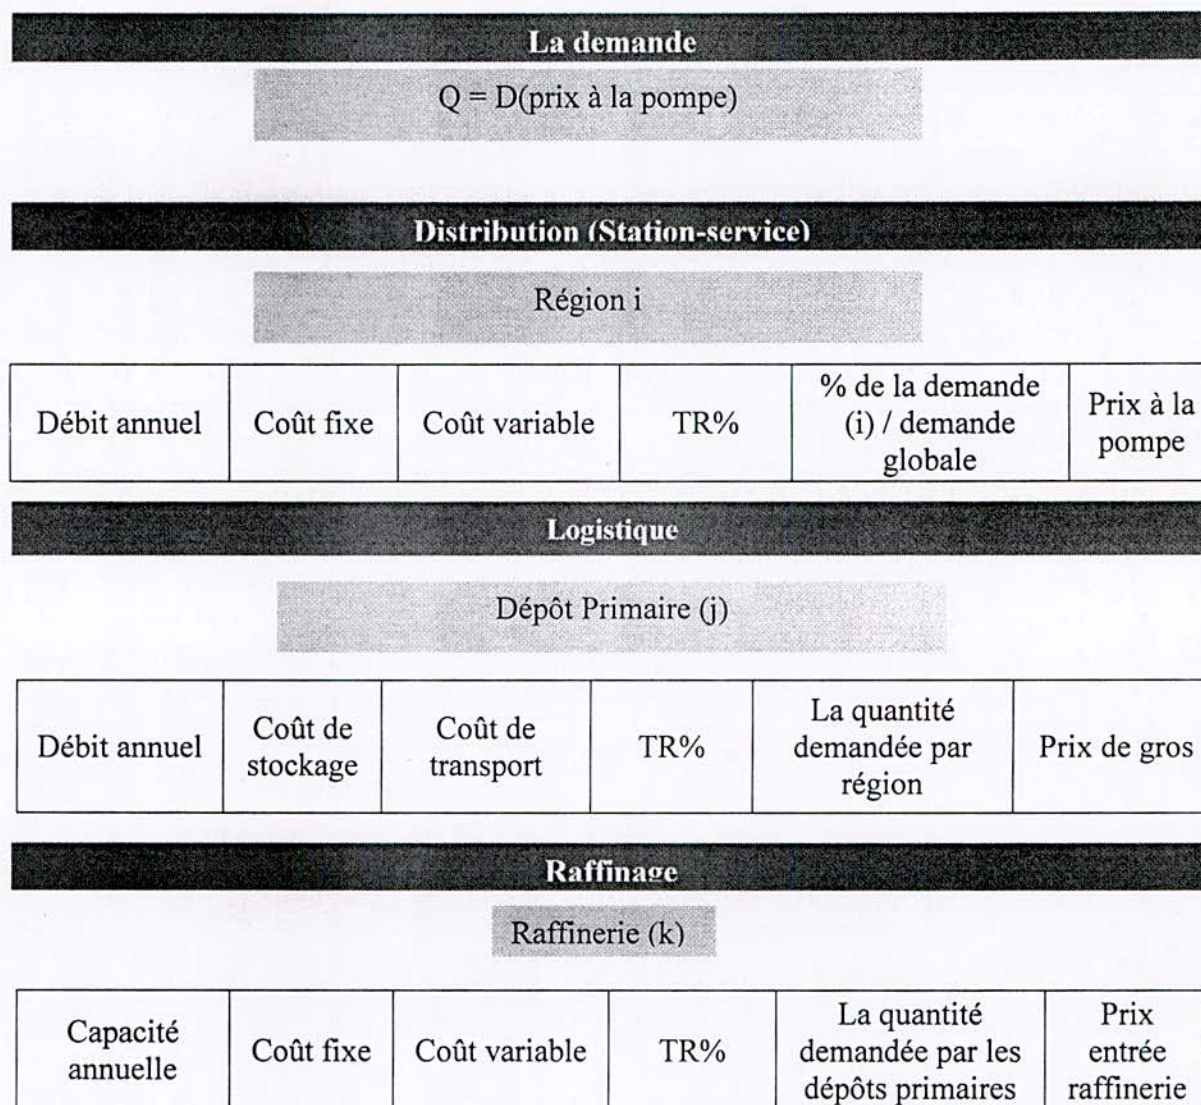 La demande
Q = D(prix à la pompe)
Distribution (Station-service)
Région i
Débit annuel
Coût fixe
Coût variable
TR%
% de la demande
(i) / demande
globale
Prix à la
pompe
Logistique
Dépôt Primaire (j)
Débit annuel
Coût de
stockage
Coût de
transport
TR%
La quantité
demandée par
région
Prix de gros
Raffinage
Raffinerie (k)
Capacité
annuelle
Coût fixe
Coût variable
TR%
La quantité
demandée par les
dépôts primaires
Prix
entrée
raffinerie